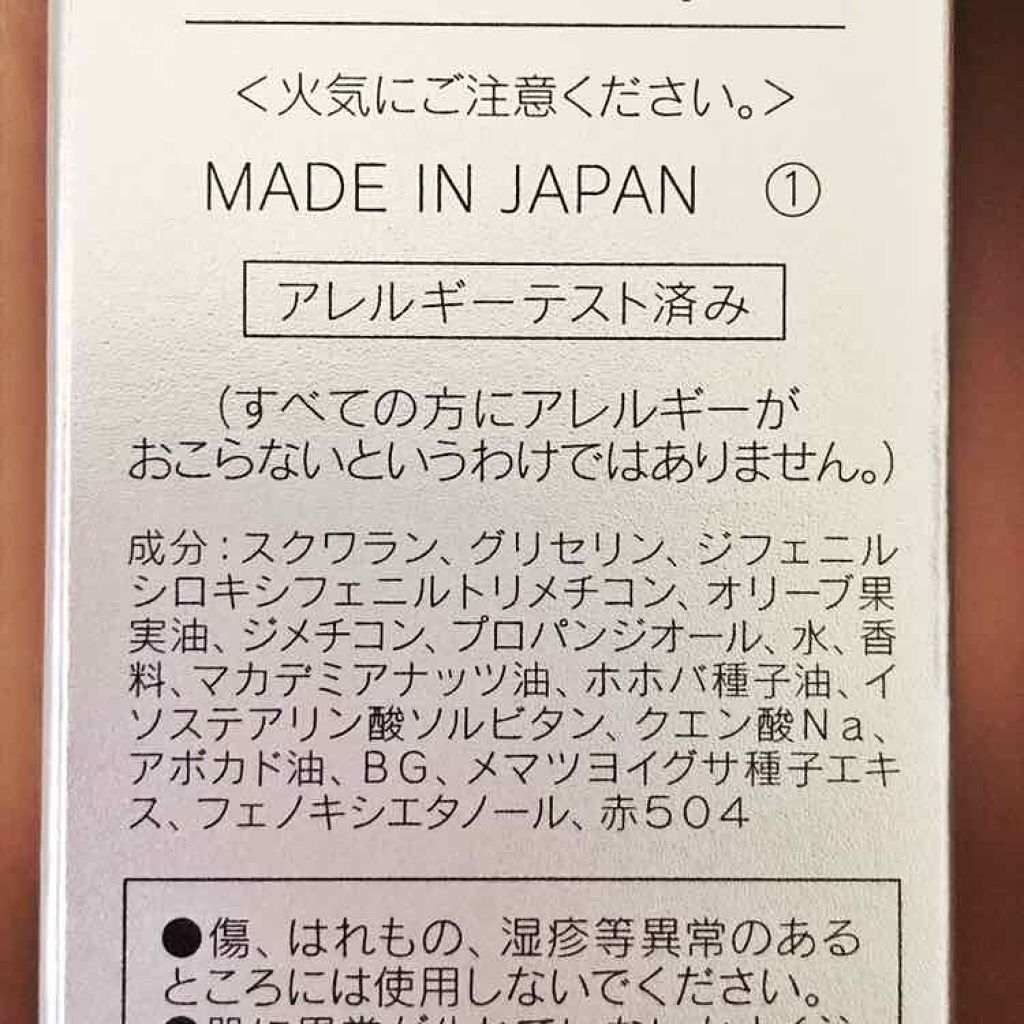 ＜火気にご注意ください。＞
MADE IN JAPAN ①
アレルギーテスト済み
(すべての方にアレルギーが
おこらないというわけではありません。)
成分：スクワラン、グリセリン、ジフェニル
シロキシフェニルトリメチコン、オリーブ果
実油、ジメチコン、プロパンジオール、水、香
料、マカデミアナッツ油、ホホバ種子油、イ
ソステアリン酸ソルビタン、クエン酸Ｎａ、
アボカド油、ＢＧ、メマツヨイグサ種子エキ
ス、フェノキシエタノール、赤５０４
●傷、はれもの、湿疹等異常のある
ところには使用しないでください。